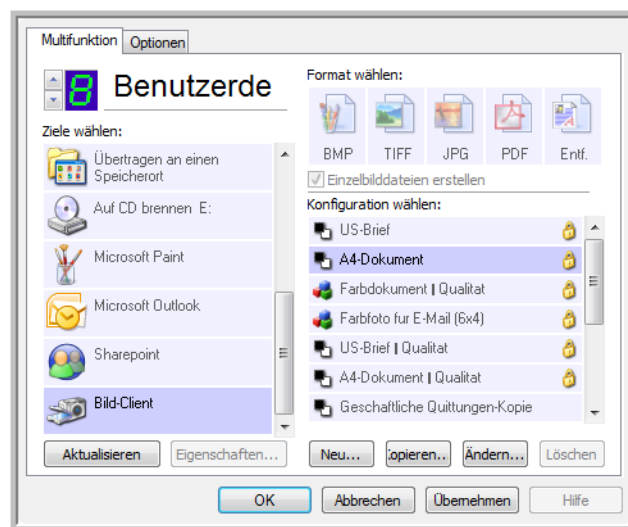 Multifunktion Optionen
8 Benutzerde
Ziele wählen:
Übertragen an einen
Speicherort
Auf CD brennen E:
Microsoft Paint
Microsoft Outlook
Sharepoint
Bild-Client
Aktualisieren Eigenschaften...
Format wählen:
BMP TIFF JPG PDF Entf.
Einzelbilddateien erstellen
Konfiguration wählen:
US-Brief
A4-Dokument
Farbdokument | Qualitat
Farbfoto fur E-Mail (6x4)
US-Brief | Qualitat
A4-Dokument | Qualitat
Geschaftliche Quittungen-Kopie
Neu... opieren.. Ändern... Löschen
OK Abbrechen Übernehmen Hilfe